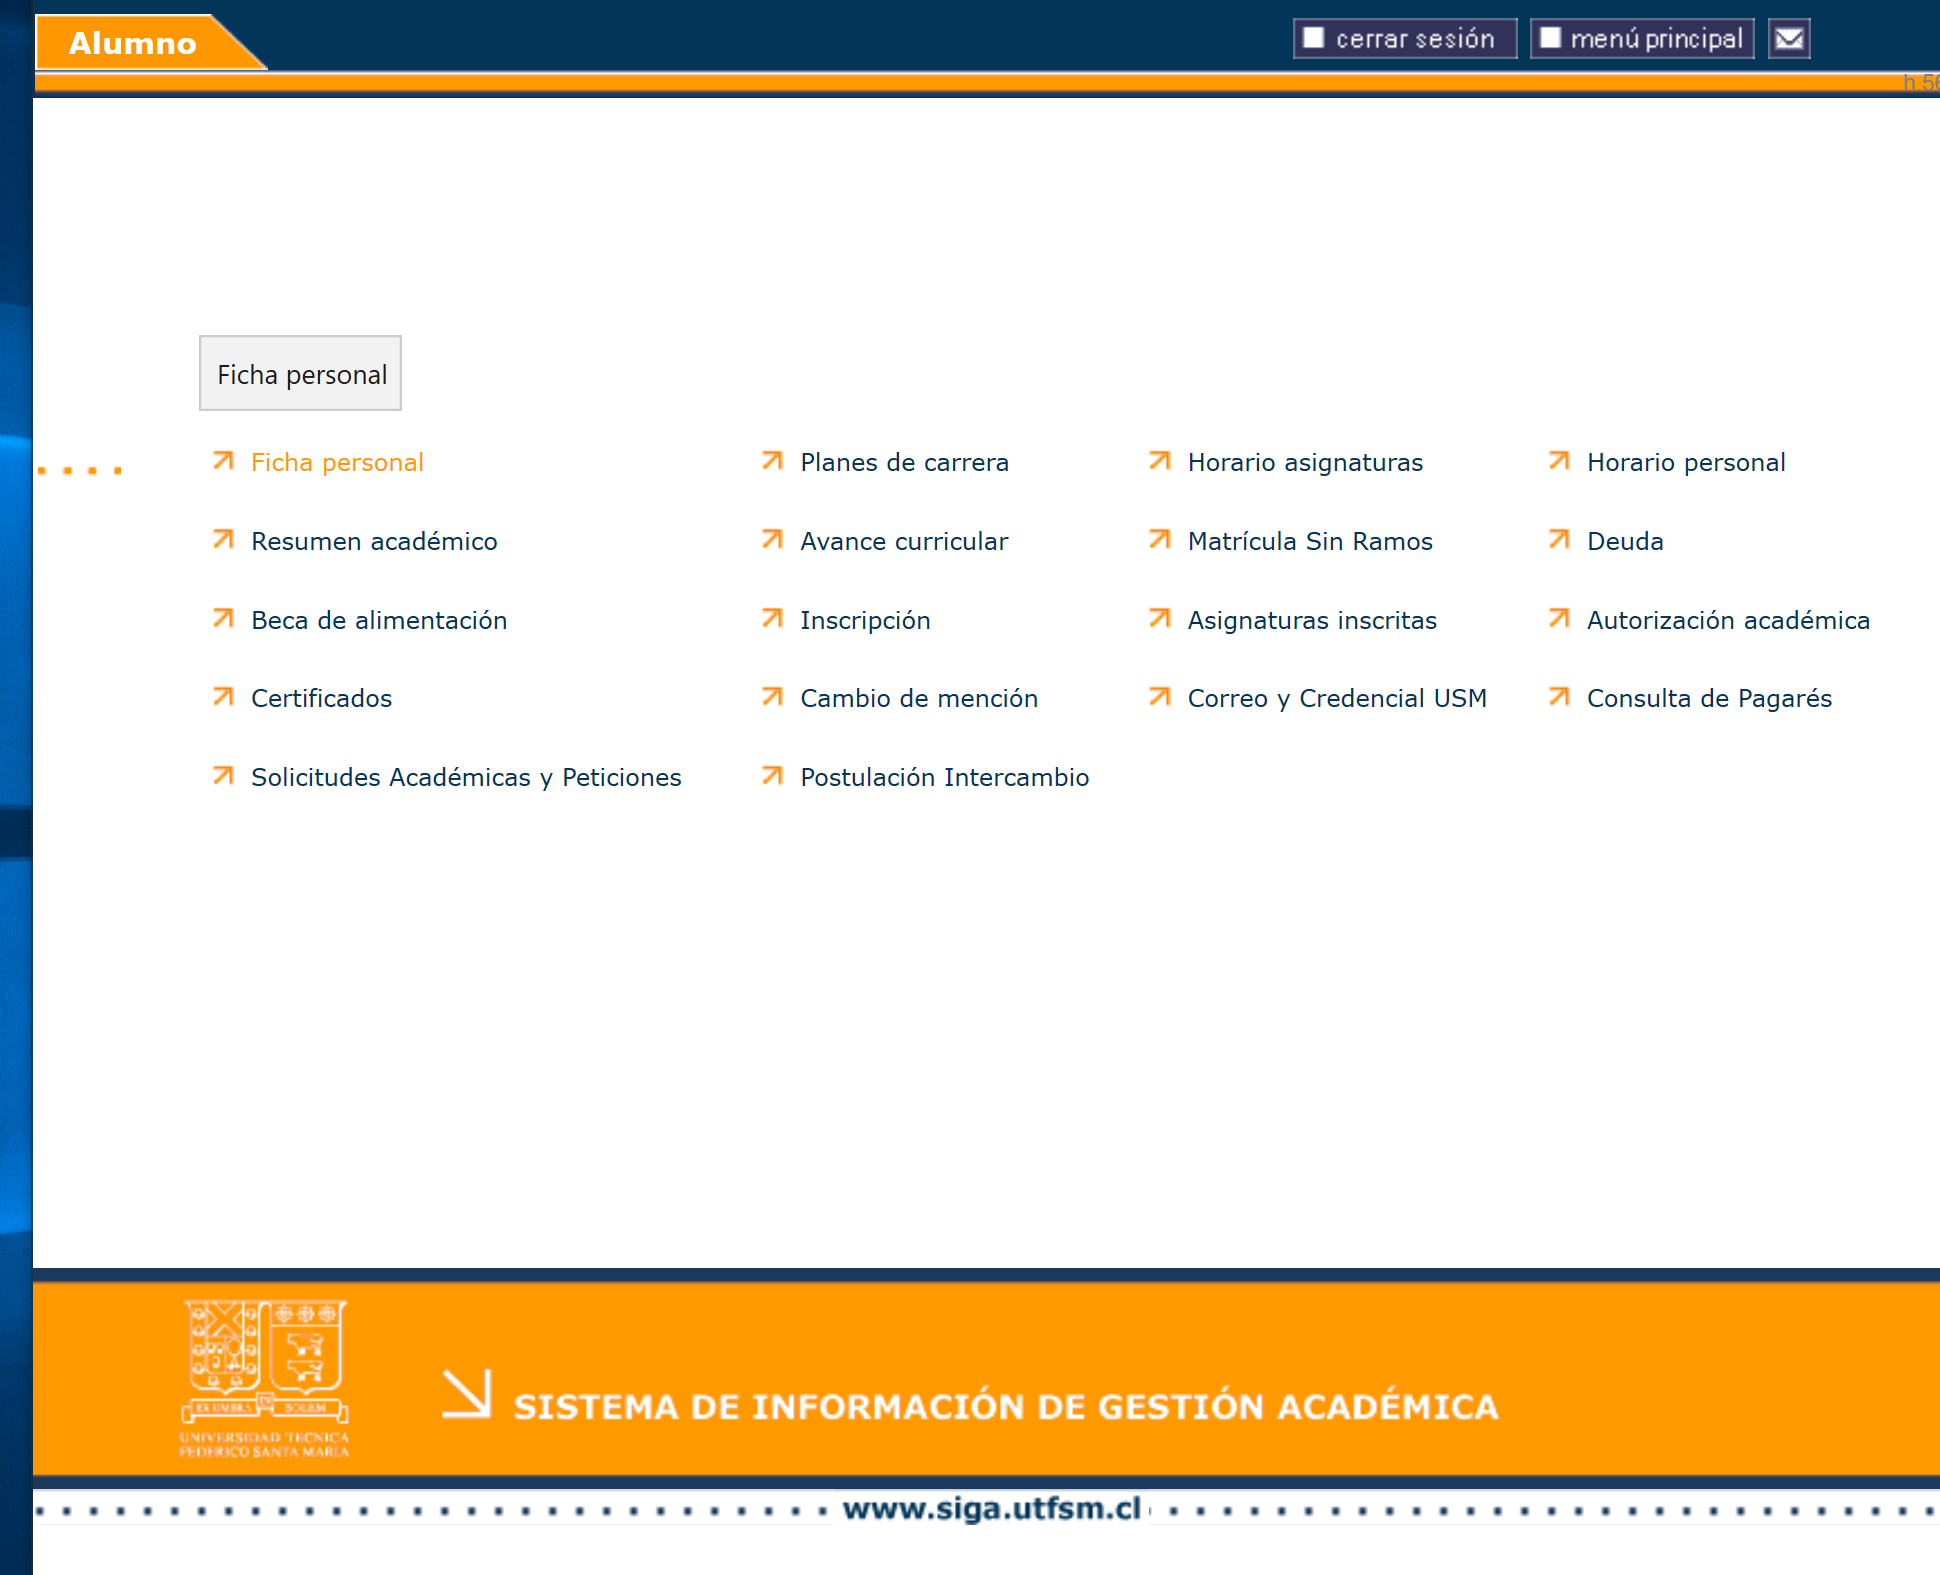 Alumno
cerrar sesión
menú principal
h.56
Ficha personal
Ficha personal
Planes de carrera
Horario asignaturas
Horario personal
Resumen académico
Avance curricular
Matrícula Sin Ramos
Deuda
Beca de alimentación
Inscripción
Asignaturas inscritas
Autorización académica
Certificados
Cambio de mención
Correo y Credencial USM
Consulta de Pagarés
Solicitudes Académicas y Peticiones
Postulación Intercambio
EX UMBRA IN SOLEM
UNIVERSIDAD TECNICA
FEDERICO SANTA MARIA
SISTEMA DE INFORMACIÓN DE GESTIÓN ACADÉMICA
www.siga.utfsm.cl